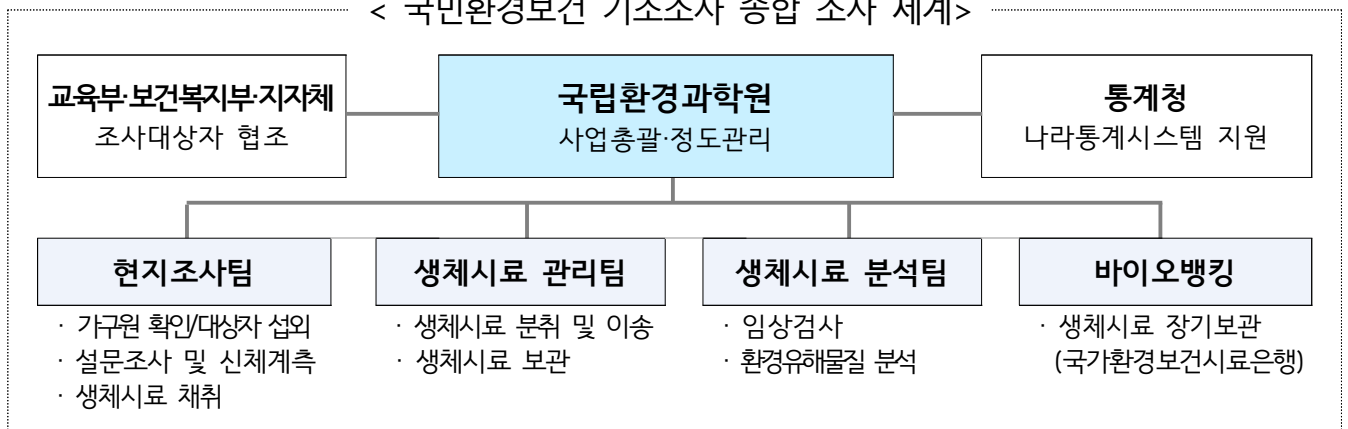 < 국민환경보건 기초조사 종합 조사 체계>
교육부·보건복지부·지자체
조사대상자 협조
국립환경과학원
사업총괄·정도관리
통계청
나라통계시스템 지원
현지조사팀
· 가구원 확인/대상자 섭외
· 설문조사 및 신체계측
· 생체시료 채취
생체시료 관리팀
· 생체시료 분취 및 이송
· 생체시료 보관
생체시료 분석팀
· 임상검사
· 환경유해물질 분석
바이오뱅킹
· 생체시료 장기보관
(국가환경보건시료은행)